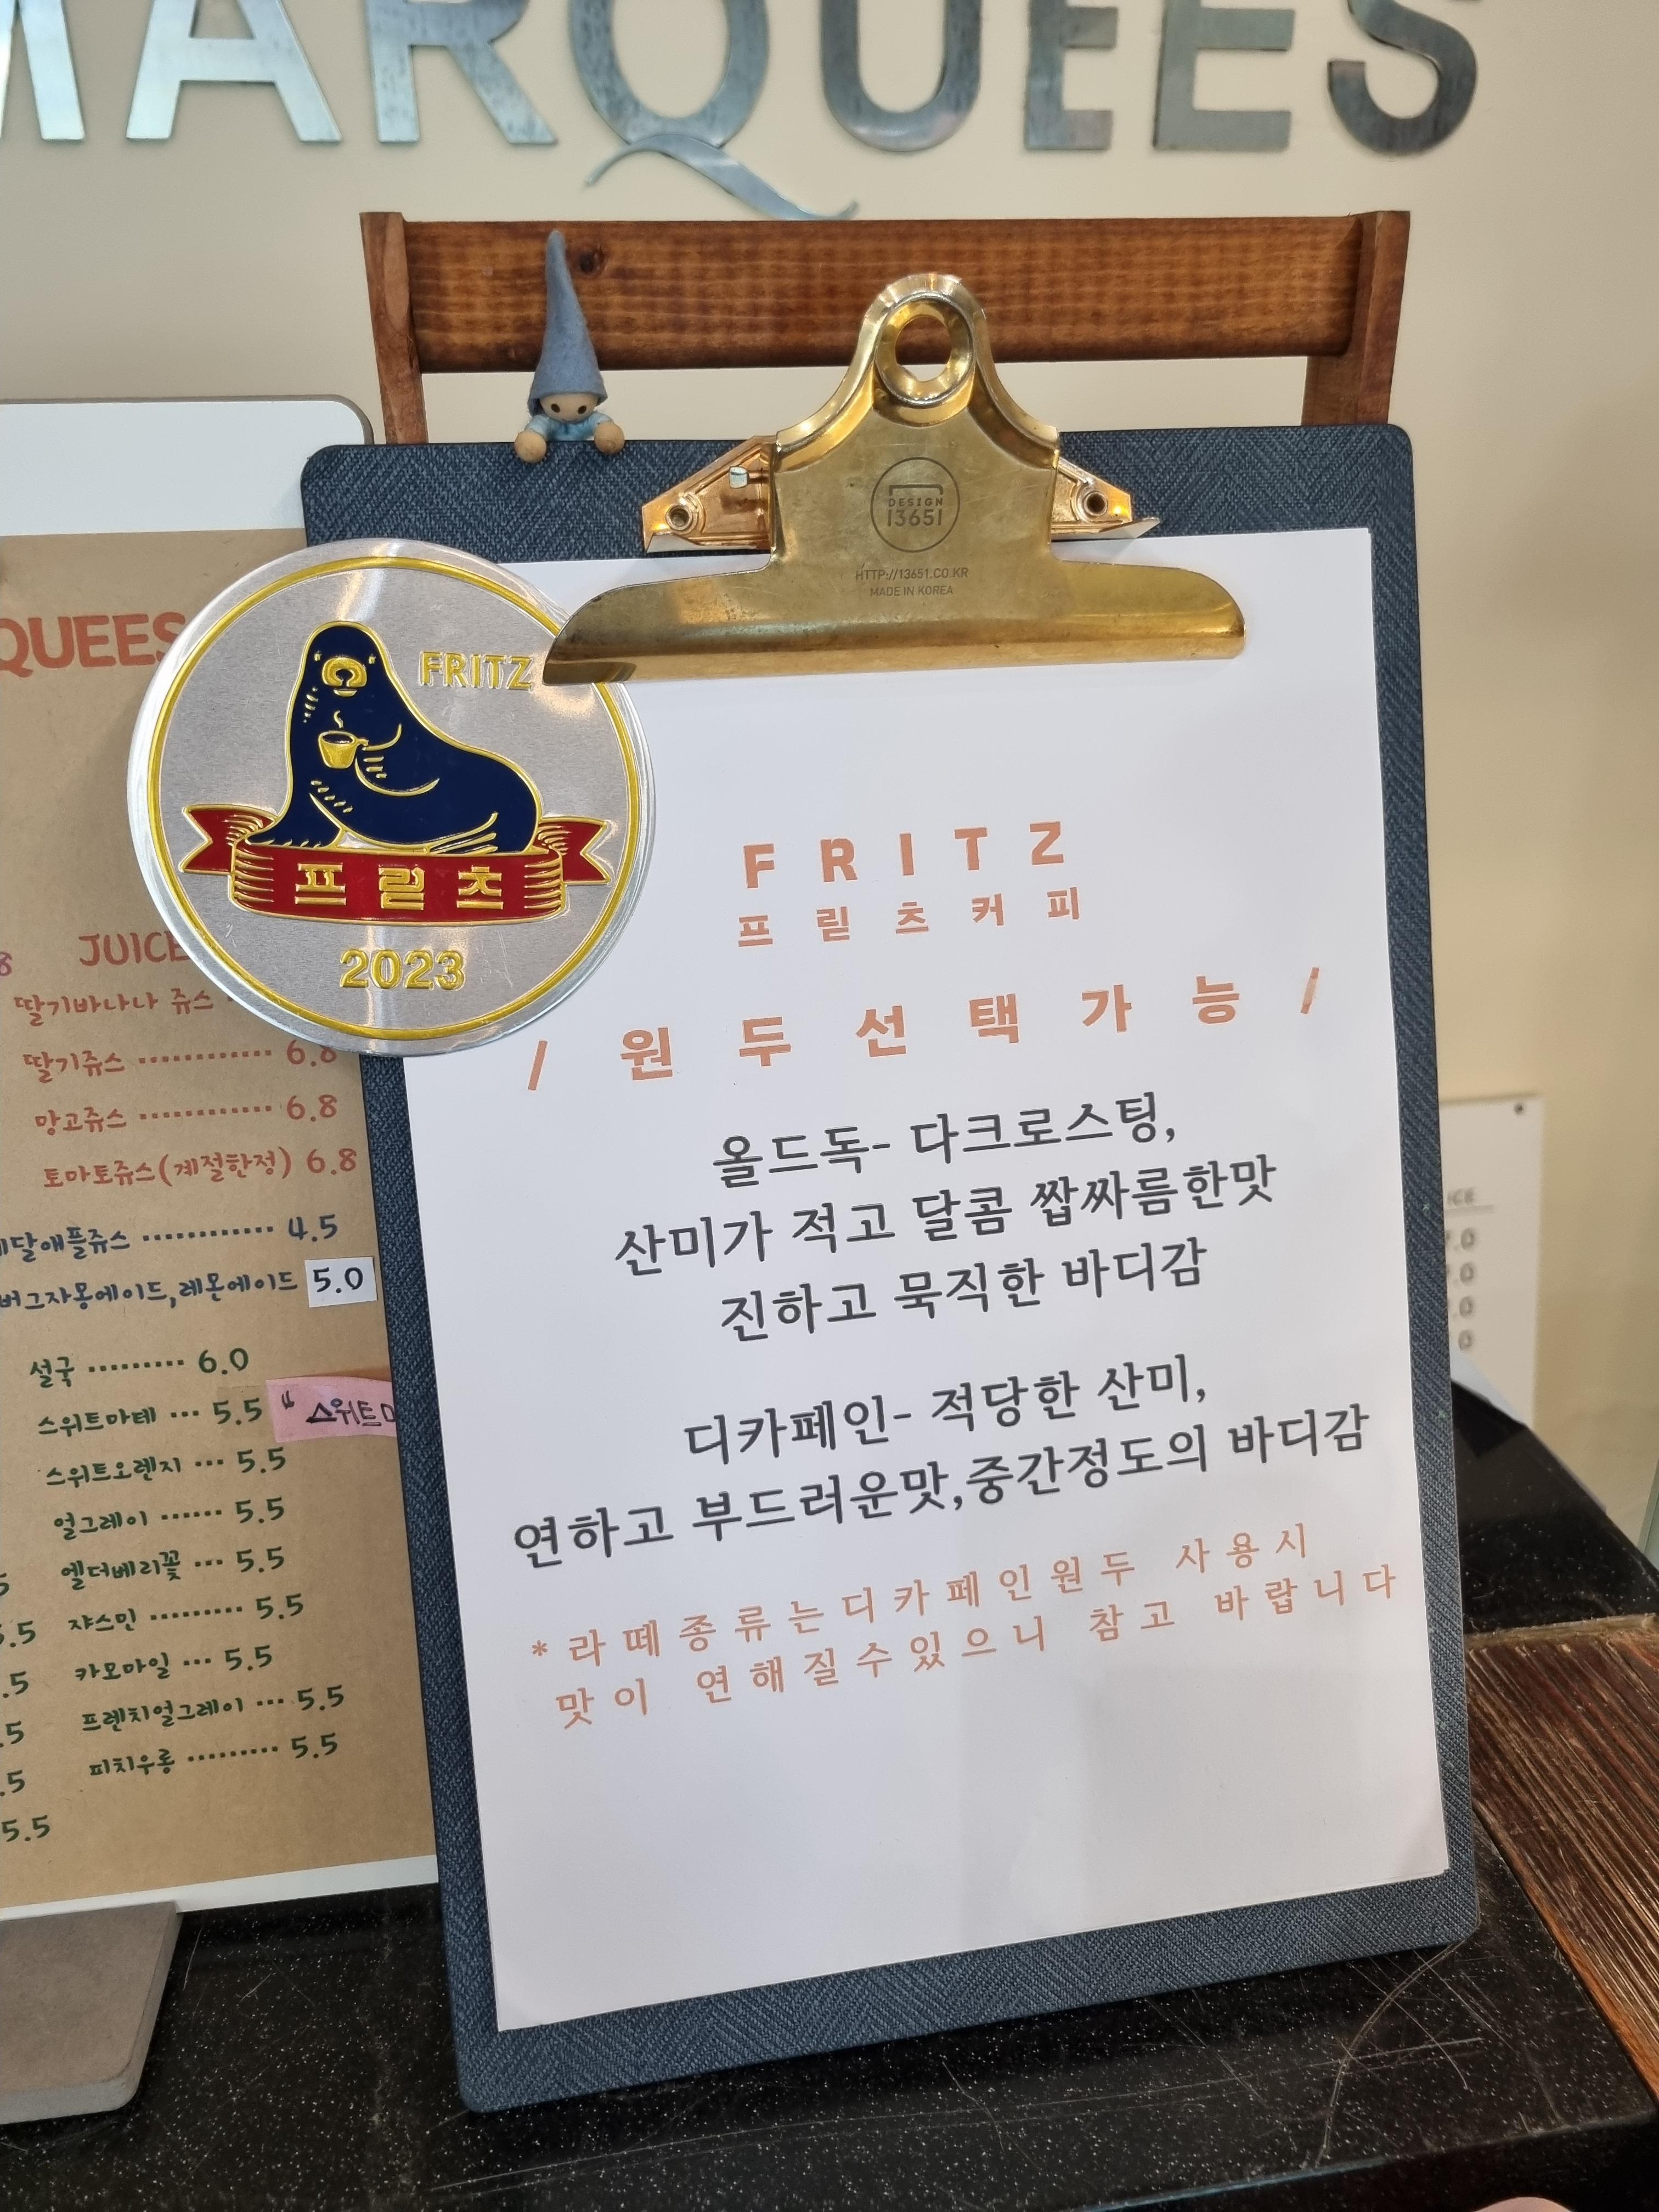 MARQUEES
DESIGN
13651
HTTP://13651.CO.KR
MADE IN KOREA
FRITZ
프릳츠
2023
FRITZ
프릳츠커피
/ 원두선택가능 /
올드독- 다크로스팅,
산미가 적고 달콤 쌉싸름한맛
진하고 묵직한 바디감
디카페인- 적당한 산미,
연하고 부드러운맛,중간정도의 바디감
*라떼종류는디카페인원두 사용시
맛이 연해질수있으니 참고 바랍니다
QUEES
JUICE
딸기바나나 쥬스
딸기쥬스 ............ 6.8
망고쥬스 ............ 6.8
토마토쥬스(계절한정) 6.8
달애플쥬스 ............ 4.5
버그자몽에이드,레몬에이드 5.0
설국 ......... 6.0
스위트마테 ... 5.5
"스위트
스위트오렌지 ... 5.5
얼그레이 ...... 5.5
엘더베리꽃 ... 5.5
쟈스민 ......... 5.5
카모마일 ... 5.5
프렌치얼그레이 ... 5.5
피치우롱 ......... 5.5
5.5